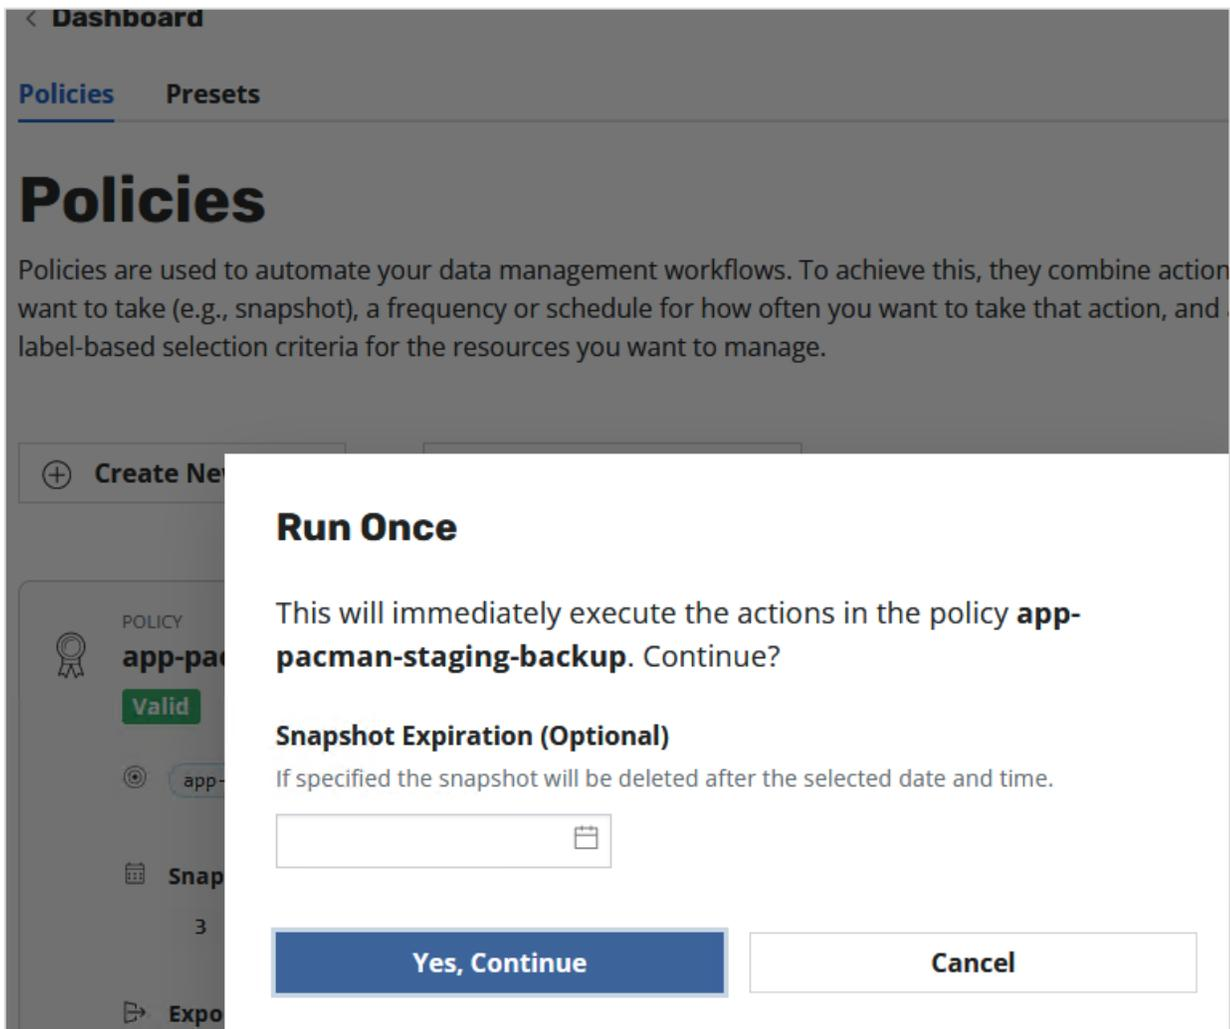 Dashboard
Policies Presets
Policies
Policies are used to automate your data management workflows. To achieve this, they combine action
want to take (e.g., snapshot), a frequency or schedule for how often you want to take that action, and
label-based selection criteria for the resources you want to manage.
Create Ne
Run Once
This will immediately execute the actions in the policy app-
pacman-staging-backup. Continue?
POLICY
app-pac
Valid
Snapshot Expiration (Optional)
If specified the snapshot will be deleted after the selected date and time.
app-
Snap
3
Yes, Continue Cancel
Expo